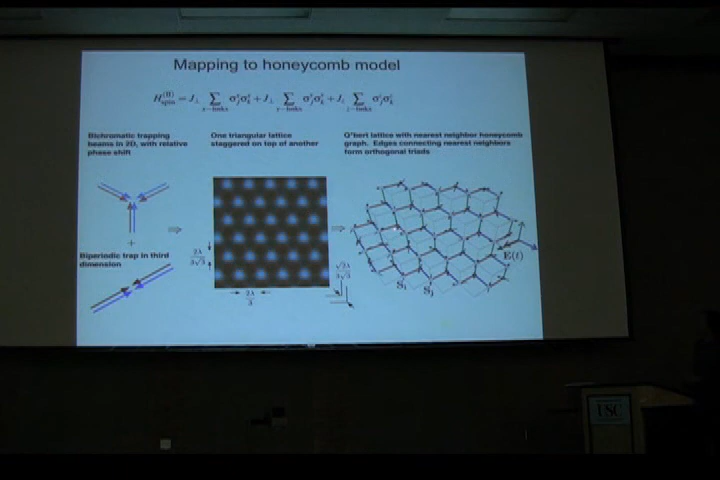 Mapping to honeycomb model
Bichromatic trapping
beams in 2D, with relative
phase shift
One triangular lattice
staggered on top of another
Q*bert lattice with nearest neighbor honeycomb
graph. Edges connecting nearest neighbors
form orthogonal triads
+
⇒
⇒
Biperiodic trap in third
dimension
E(t)
USC